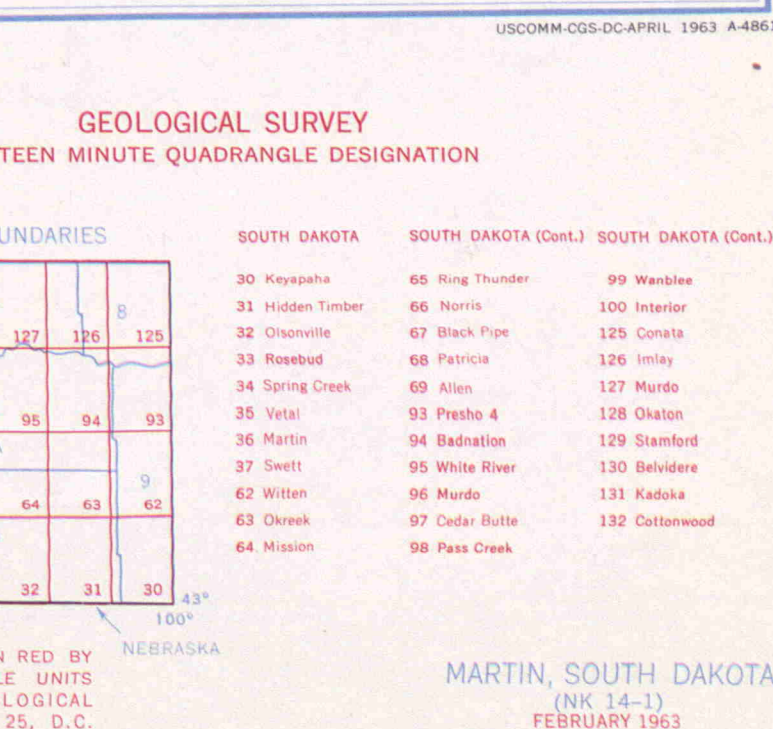 USCOMM-CGS-DC-APRIL 1963 A-4861
GEOLOGICAL SURVEY
TEEN MINUTE QUADRANGLE DESIGNATION
UNDARIES
8
127 126 125
95 94 93
9
64 63 62
32 31 30
43°
100°
NEBRASKA
SOUTH DAKOTA
30 Keyapaha
31 Hidden Timber
32 Olsonville
33 Rosebud
34 Spring Creek
35 Vetal
36 Martin
37 Swett
62 Witten
63 Okreek
64 Mission
SOUTH DAKOTA (Cont.)
65 Ring Thunder
66 Norris
67 Black Pipe
68 Patricia
69 Allen
93 Presho 4
94 Badnation
95 White River
96 Murdo
97 Cedar Butte
98 Pass Creek
SOUTH DAKOTA (Cont.)
99 Wanblee
100 Interior
125 Conata
126 Imlay
127 Murdo
128 Okaton
129 Stamford
130 Belvidere
131 Kadoka
132 Cottonwood
N RED BY
LE UNITS
LOGICAL
25, D.C.
MARTIN, SOUTH DAKOTA
(NK 14-1)
FEBRUARY 1963